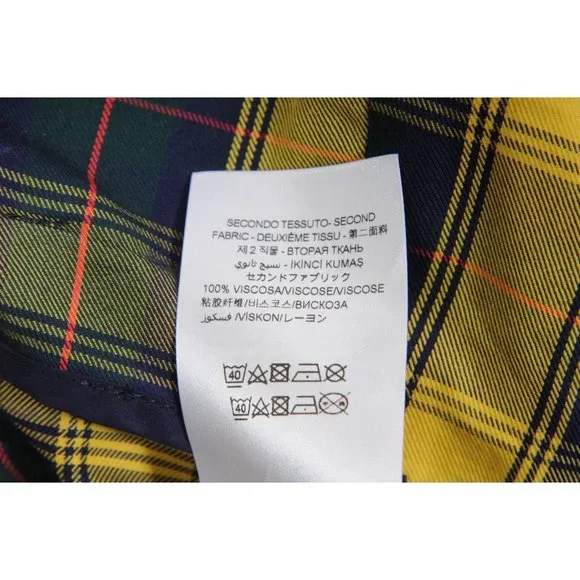 SECONDO TESSUTO- SECOND
FABRIC - DEUXIÈME TISSU - 第二面料
제 2 직물 - ВТОРАЯ ТКАНЬ
نسيج ثانوي - İKİNCİ KUMAŞ
セカンドファブリック
100% VISCOSA/VISCOSE/VISCOSE
粘胶纤维/비스코스/ВИСКОЗА
فسكوز/VİSKON/レーヨン
40
40